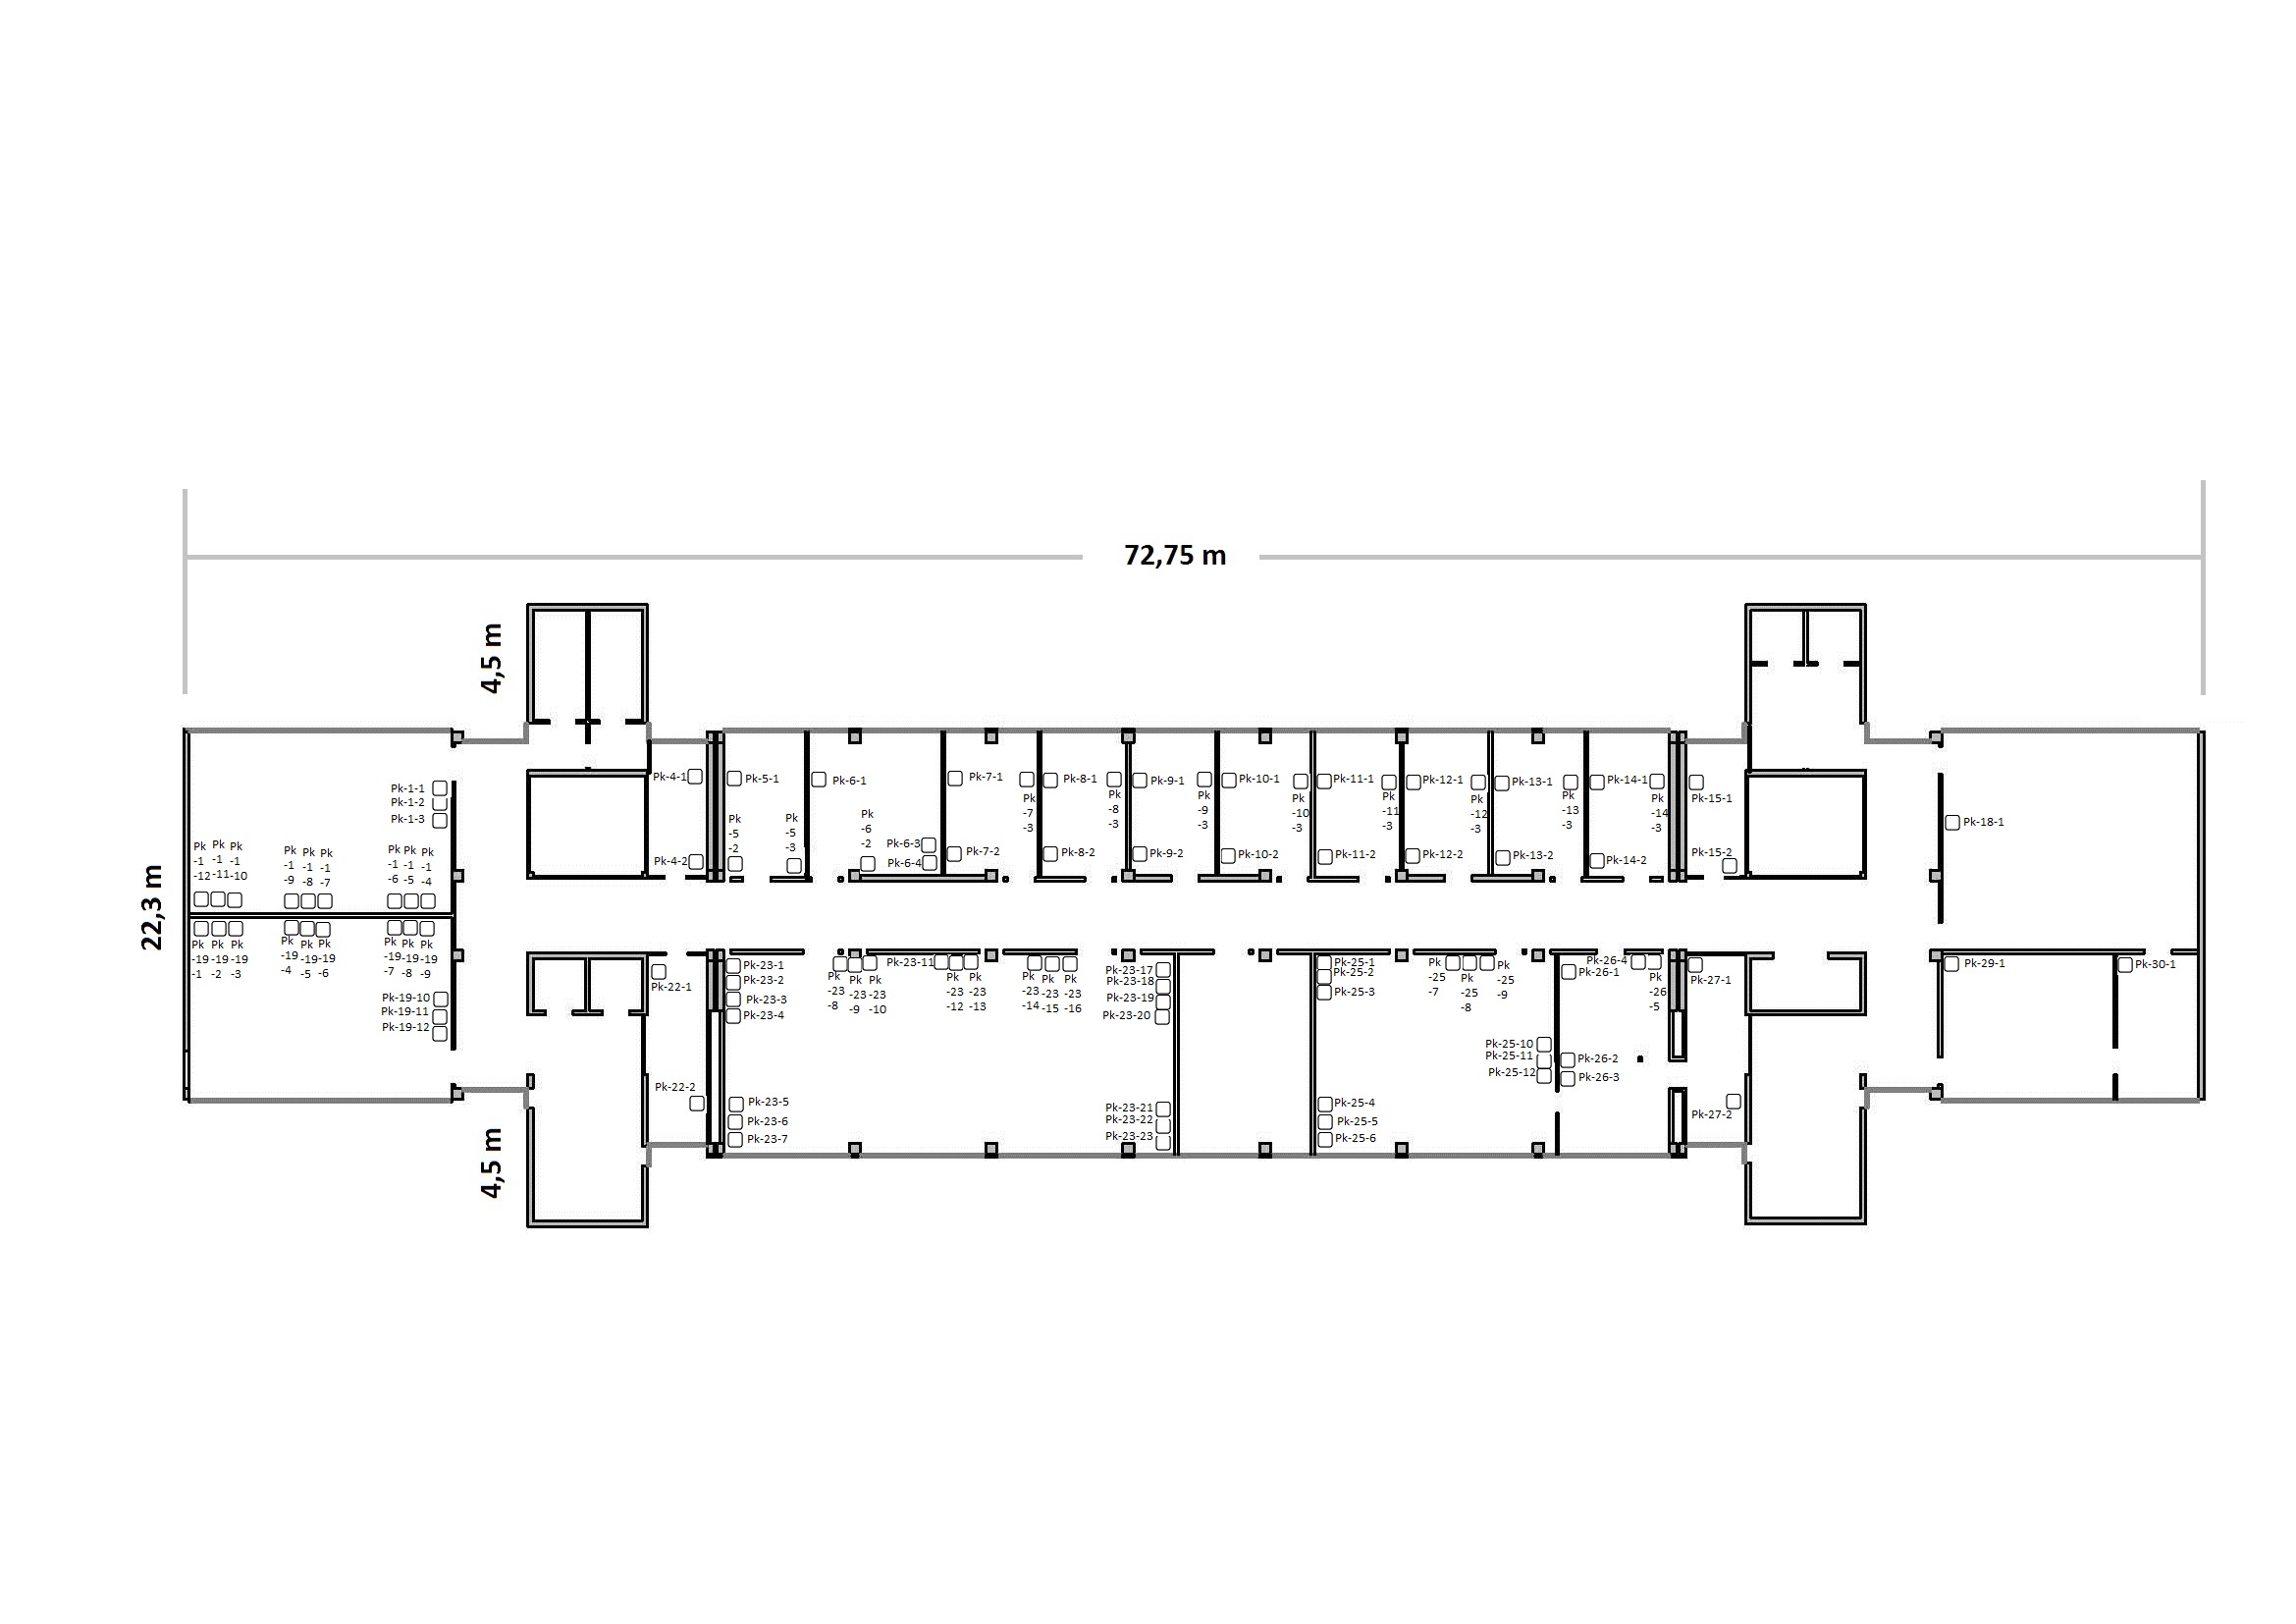 72,75 m
4,5 m
22,3 m
4,5 m
Pk-1-1
Pk-1-2
Pk-1-3
Pk
-1
-12
Pk
-1
-11
Pk
-1
-10
Pk
-1
-9
Pk
-1
-8
Pk
-1
-7
Pk
-1
-6
Pk
-1
-5
Pk
-1
-4
Pk
-19
-1
Pk
-19
-2
Pk
-19
-3
Pk
-19
-4
Pk
-19
-5
Pk
-19
-6
Pk
-19
-7
Pk
-19
-8
Pk
-19
-9
Pk-19-10
Pk-19-11
Pk-19-12
Pk-4-1
Pk-4-2
Pk-5-1
Pk
-5
-2
Pk
-5
-3
Pk-6-1
Pk
-6
-2
Pk-6-3
Pk-6-4
Pk-7-1
Pk-7-2
Pk
-7
-3
Pk-8-1
Pk-8-2
Pk
-8
-3
Pk-9-1
Pk-9-2
Pk
-9
-3
Pk-10-1
Pk-10-2
Pk
-10
-3
Pk-11-1
Pk-11-2
Pk
-11
-3
Pk-12-1
Pk-12-2
Pk
-12
-3
Pk-13-1
Pk-13-2
Pk
-13
-3
Pk-14-1
Pk-14-2
Pk
-14
-3
Pk-15-1
Pk-15-2
Pk-18-1
Pk-22-1
Pk-22-2
Pk-23-1
Pk-23-2
Pk-23-3
Pk-23-4
Pk-23-5
Pk-23-6
Pk-23-7
Pk
-23
-8
Pk
-23
-9
Pk
-23
-10
Pk-23-11
Pk
-23
-12
Pk
-23
-13
Pk
-23
-14
Pk
-23
-15
Pk
-23
-16
Pk-23-17
Pk-23-18
Pk-23-19
Pk-23-20
Pk-23-21
Pk-23-22
Pk-23-23
Pk-25-1
Pk-25-2
Pk-25-3
Pk-25-4
Pk-25-5
Pk-25-6
Pk
-25
-7
Pk
-25
-8
Pk
-25
-9
Pk-25-10
Pk-25-11
Pk-25-12
Pk-26-4
Pk-26-1
Pk
-26
-5
Pk-26-2
Pk-26-3
Pk-27-1
Pk-27-2
Pk-29-1
Pk-30-1